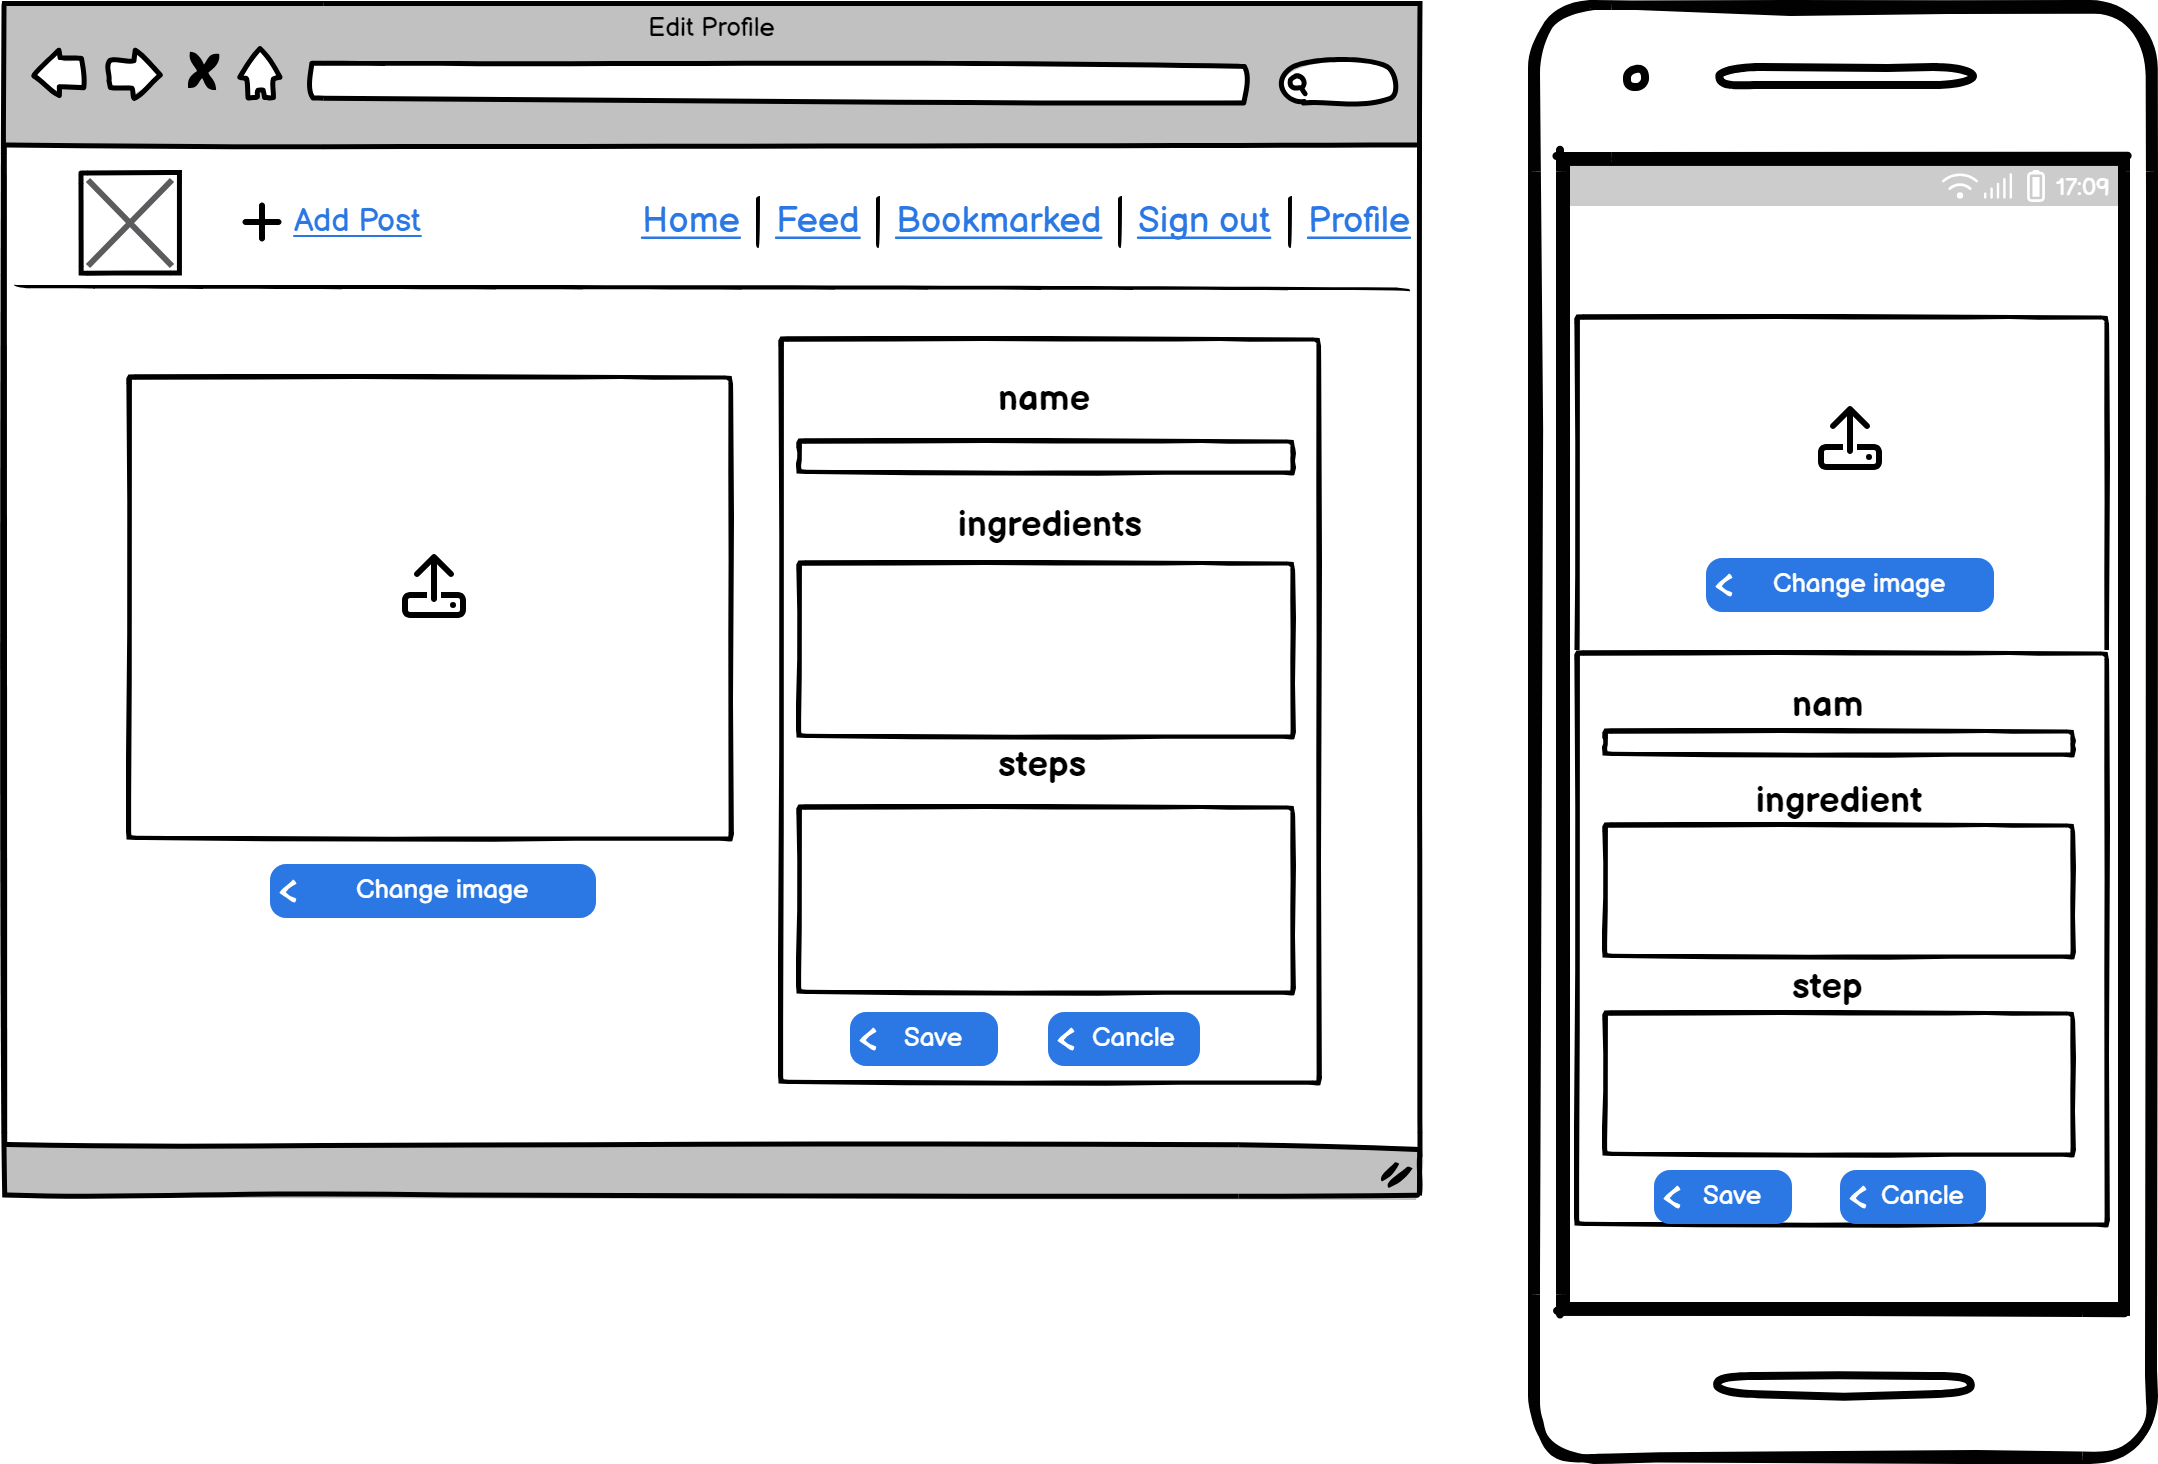 Edit Profile
Add Post
Home Feed Bookmarked Sign out Profile
name
ingredients
steps
Change image
Save Cancle
17:09
Change image
nam
ingredient
step
Save Cancle